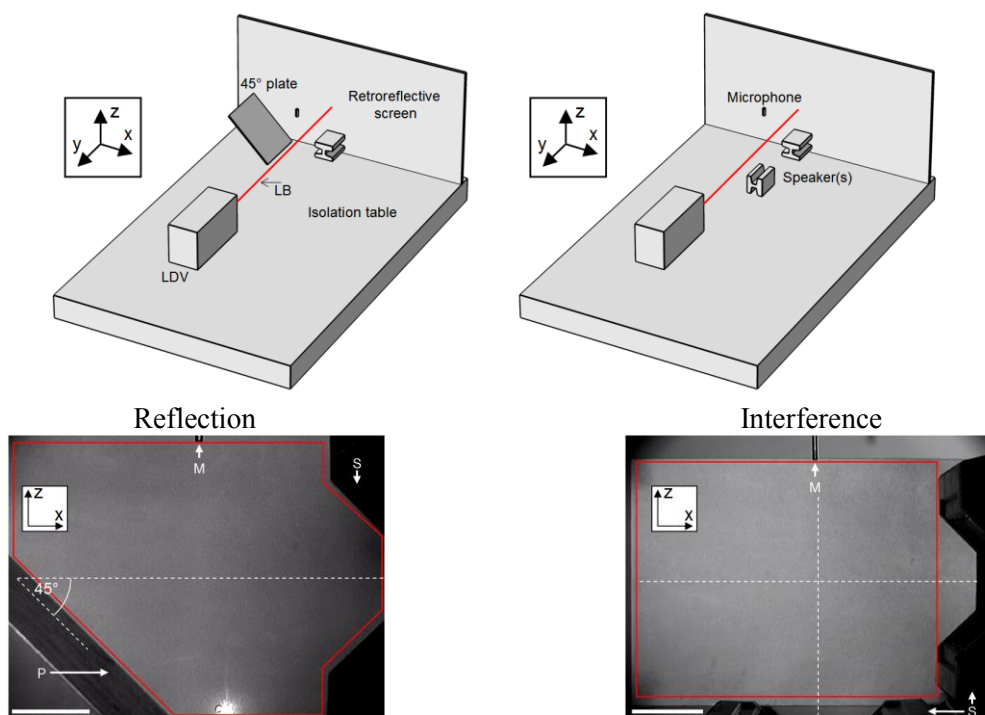 45° plate
Retroreflective
screen
z
y
x
LB
Isolation table
LDV
Microphone
z
y
x
Speaker(s)
Reflection
Interference
M
S
z
x
45°
P
M
z
x
S